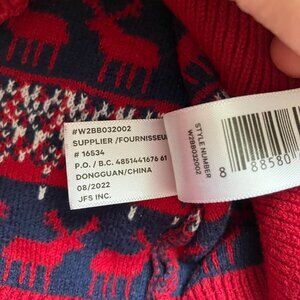 #W2BB032002
SUPPLIER /FOURNISSEUR
# 16534
P.O. / B.C. 4851441676 61
DONGGUAN/CHINA
08/2022
JFS INC.
STYLE NUMBER
W2BB032002
8 88580